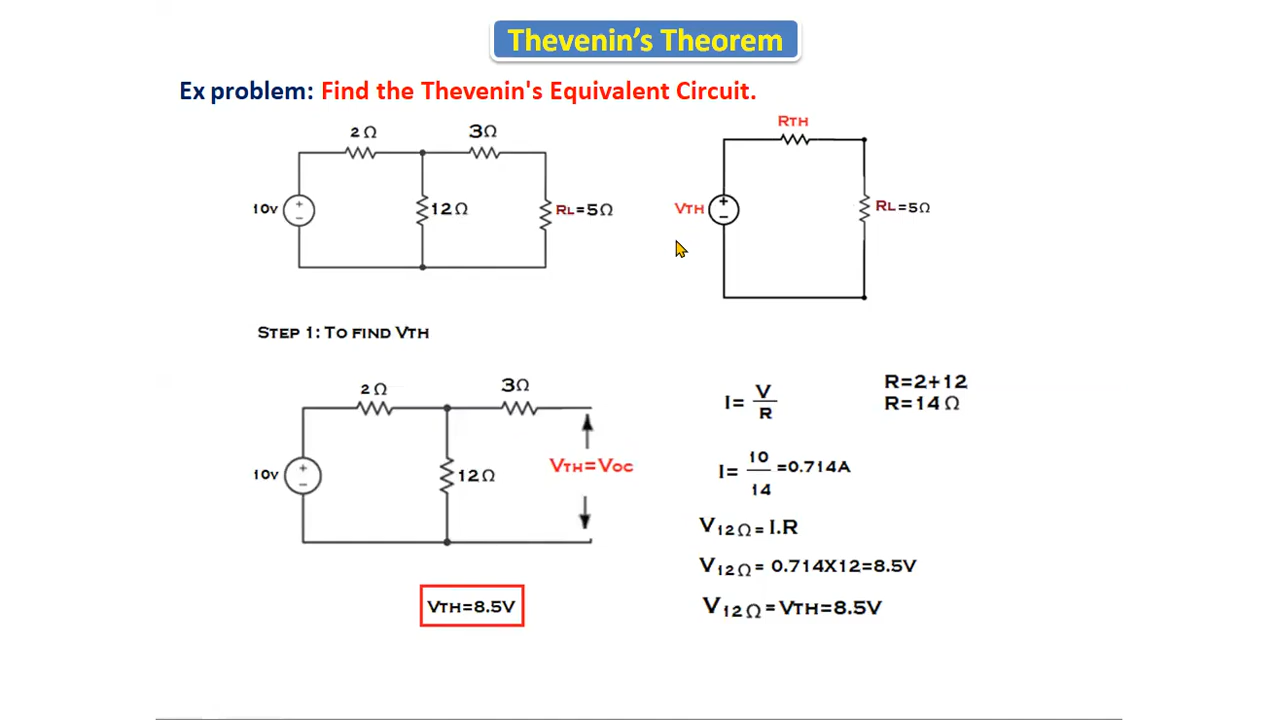 Thevenin's Theorem
Ex problem: Find the Thevenin's Equivalent Circuit.
2Ω
3Ω
10v
+
−
12Ω
RL=5Ω
RTH
VTH
+
−
RL=5Ω
STEP 1: TO FIND VTH
2Ω
3Ω
10v
+
−
12Ω
VTH=VOC
I= V/R
R=2+12
R=14Ω
I= 10/14 =0.714A
V12Ω= I.R
V12Ω= 0.714X12=8.5V
V12Ω=VTH=8.5V
VTH=8.5V